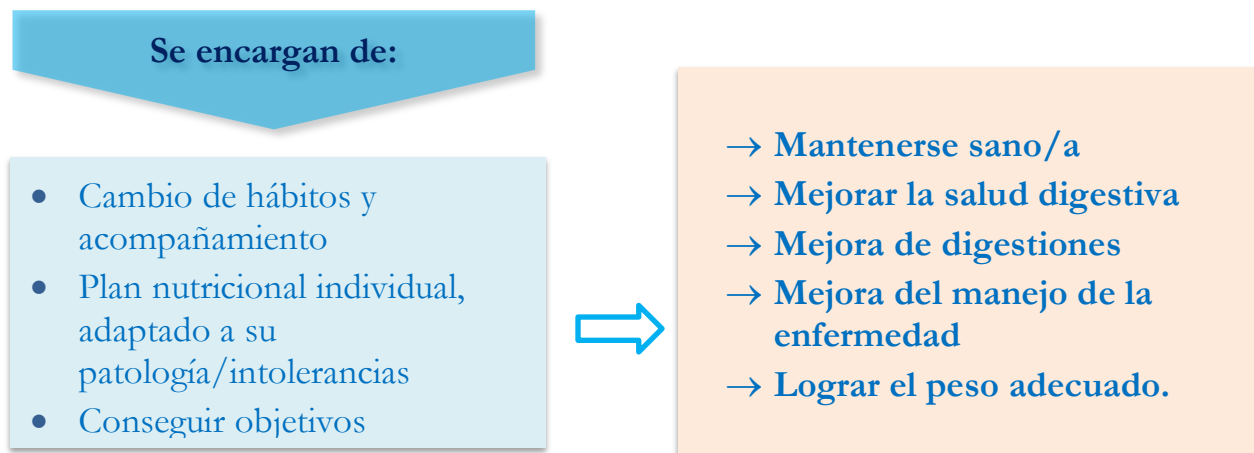 Se encargan de:
• Cambio de hábitos y
acompañamiento
• Plan nutricional individual,
adaptado a su
patología/intolerancias
• Conseguir objetivos
→ Mantenerse sano/a
→ Mejorar la salud digestiva
→ Mejora de digestiones
→ Mejora del manejo de la
enfermedad
→ Lograr el peso adecuado.